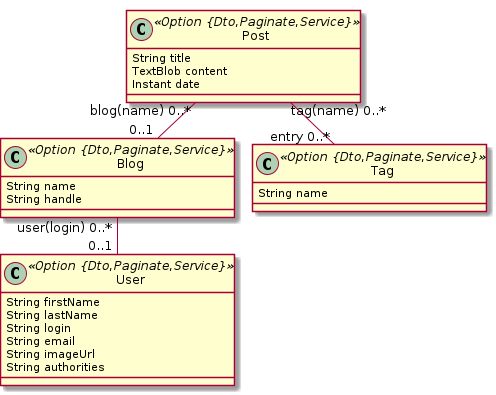 C «Option {Dto,Paginate,Service}»
Post
String title
TextBlob content
Instant date
blog(name) 0..* tag(name) 0..*
0..1 entry 0..*
C «Option {Dto,Paginate,Service}»
Blog
String name
String handle
C «Option {Dto,Paginate,Service}»
Tag
String name
user(login) 0..*
0..1
C «Option {Dto,Paginate,Service}»
User
String firstName
String lastName
String login
String email
String imageUrl
String authorities